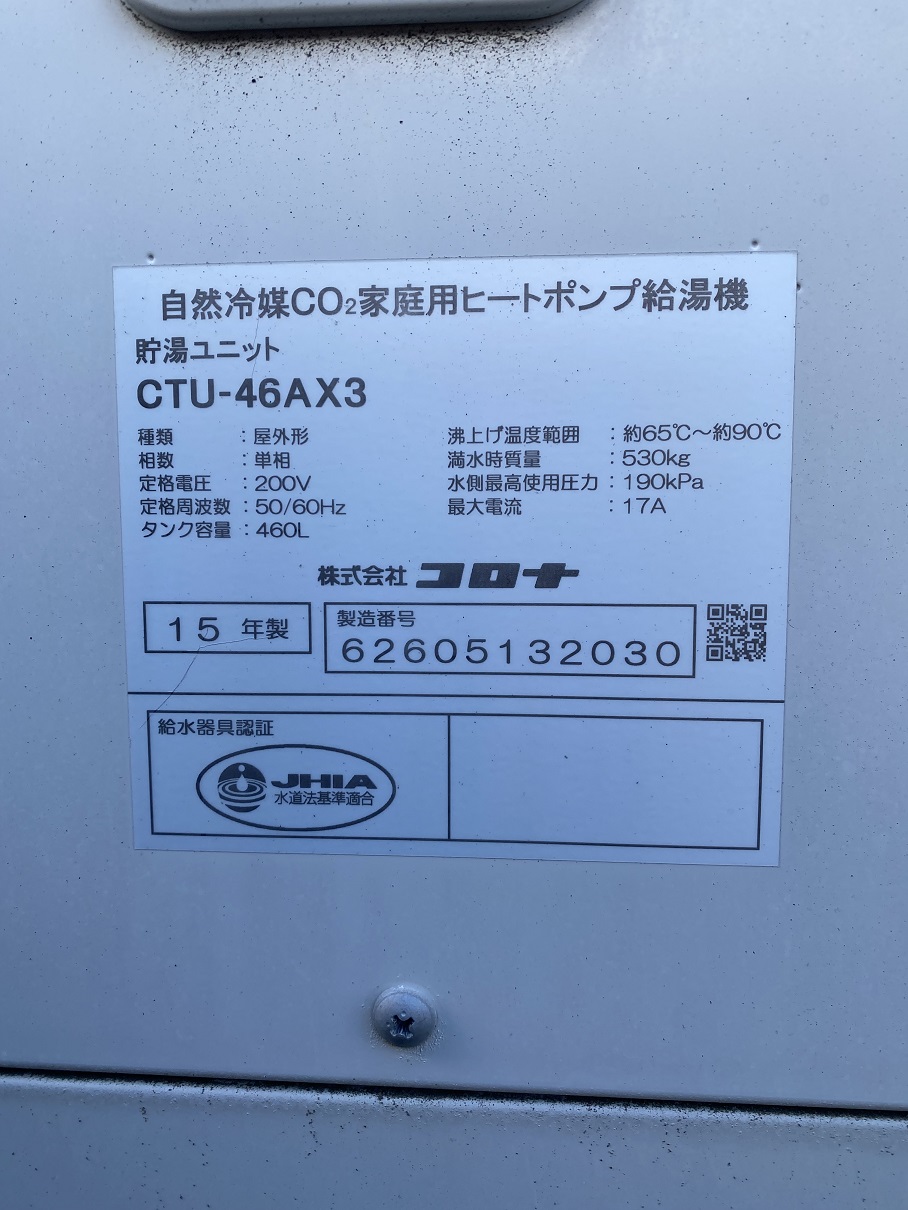 自然冷媒CO₂家庭用ヒートポンプ給湯機
貯湯ユニット
CTU-46AX3
種類 : 屋外形
相数 : 単相
定格電圧 : 200V
定格周波数 : 50/60Hz
タンク容量 : 460L
沸上げ温度範囲 : 約65℃～約90℃
満水時質量 : 530kg
水側最高使用圧力 : 190kPa
最大電流 : 17A
株式会社 コロナ
15 年製
製造番号
62605132030
給水器具認証
JHIA
水道法基準適合